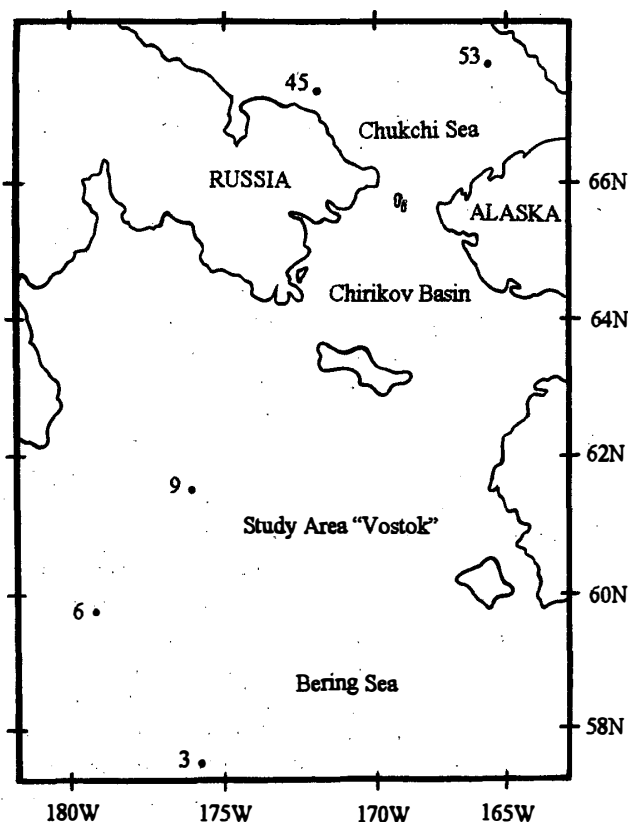 53
45
Chukchi Sea
RUSSIA
66N
ALASKA
Chirikov Basin
64N
62N
9
Study Area "Vostok"
60N
6
Bering Sea
58N
3
180W
175W
170W
165W